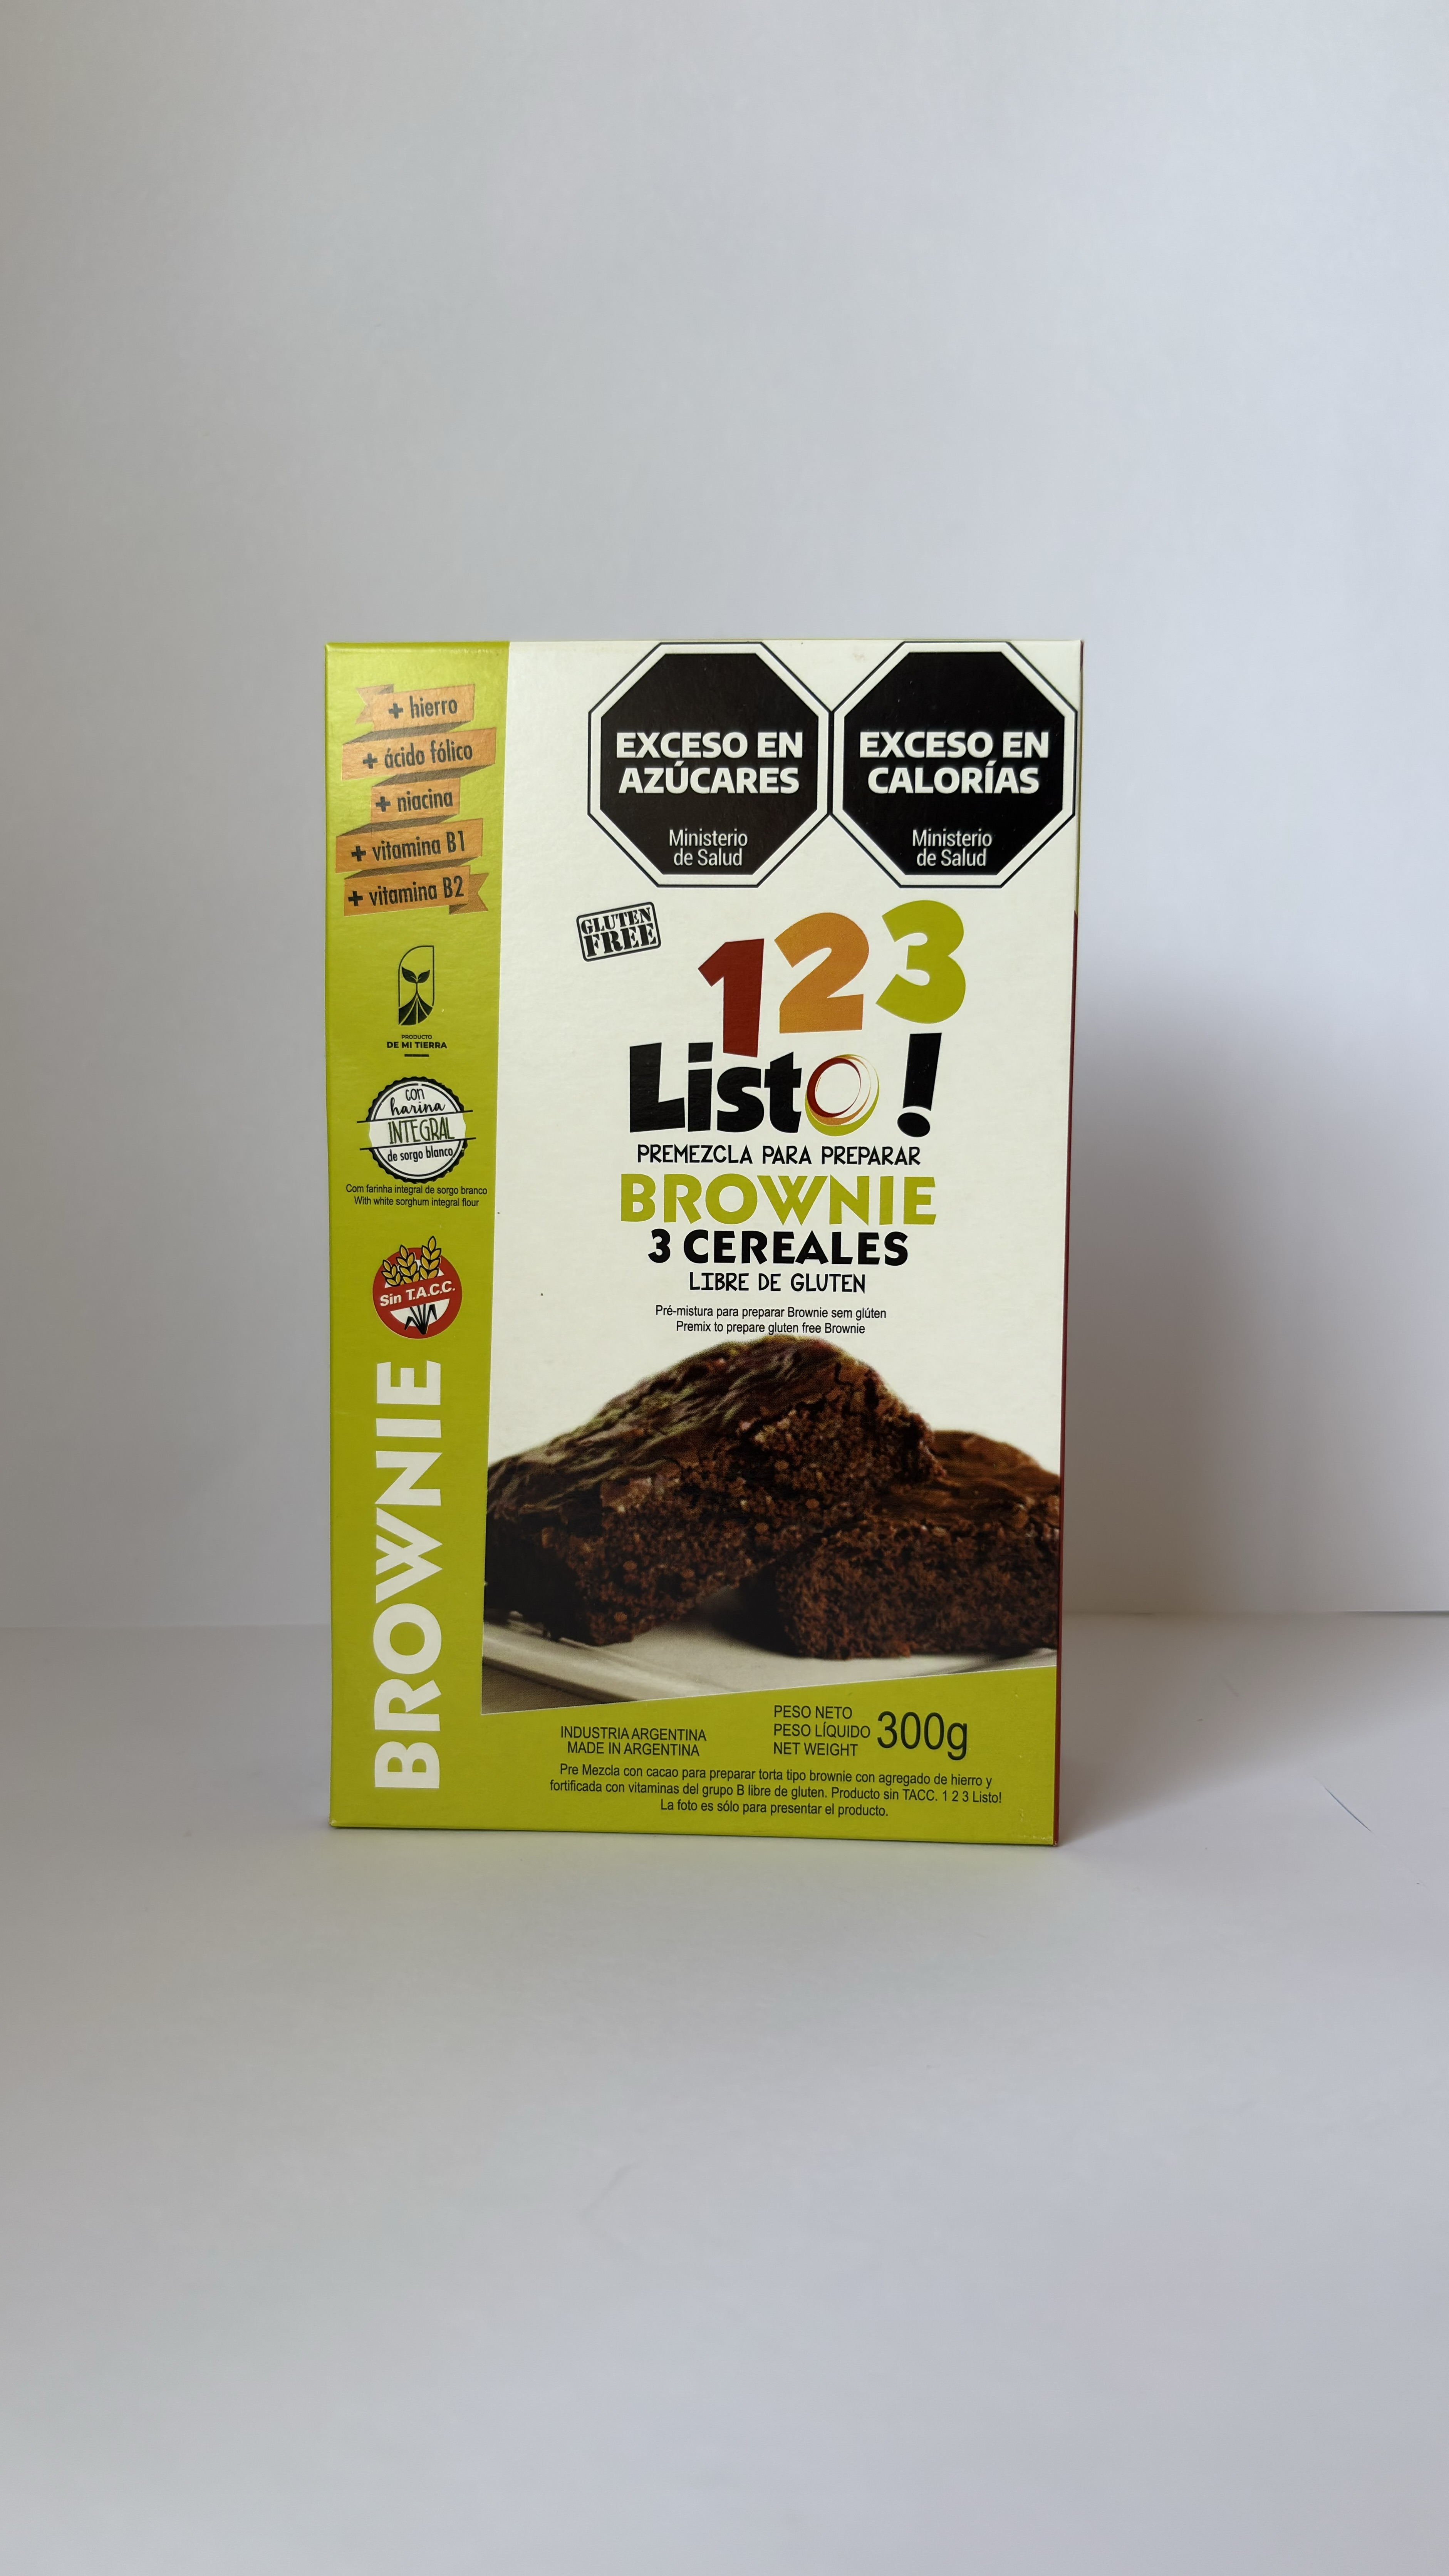 + hierro
+ ácido fólico
+ niacina
+ vitamina B1
+ vitamina B2
PRODUCTO
DE MI TIERRA
con
harina
INTEGRAL
de sorgo blanco
Com farinha integral de sorgo branco
With white sorghum integral flour
Sin T.A.C.C.
BROWNIE
EXCESO EN
AZÚCARES
Ministerio
de Salud
EXCESO EN
CALORÍAS
Ministerio
de Salud
GLUTEN
FREE
123
Listo!
PREMEZCLA PARA PREPARAR
BROWNIE
3 CEREALES
LIBRE DE GLUTEN
Pré-mistura para preparar Brownie sem glúten
Premix to prepare gluten free Brownie
INDUSTRIA ARGENTINA
MADE IN ARGENTINA
PESO NETO
PESO LÍQUIDO
NET WEIGHT
300g
Pre Mezcla con cacao para preparar torta tipo brownie con agregado de hierro y
fortificada con vitaminas del grupo B libre de gluten. Producto sin TACC. 1 2 3 Listo!
La foto es sólo para presentar el producto.